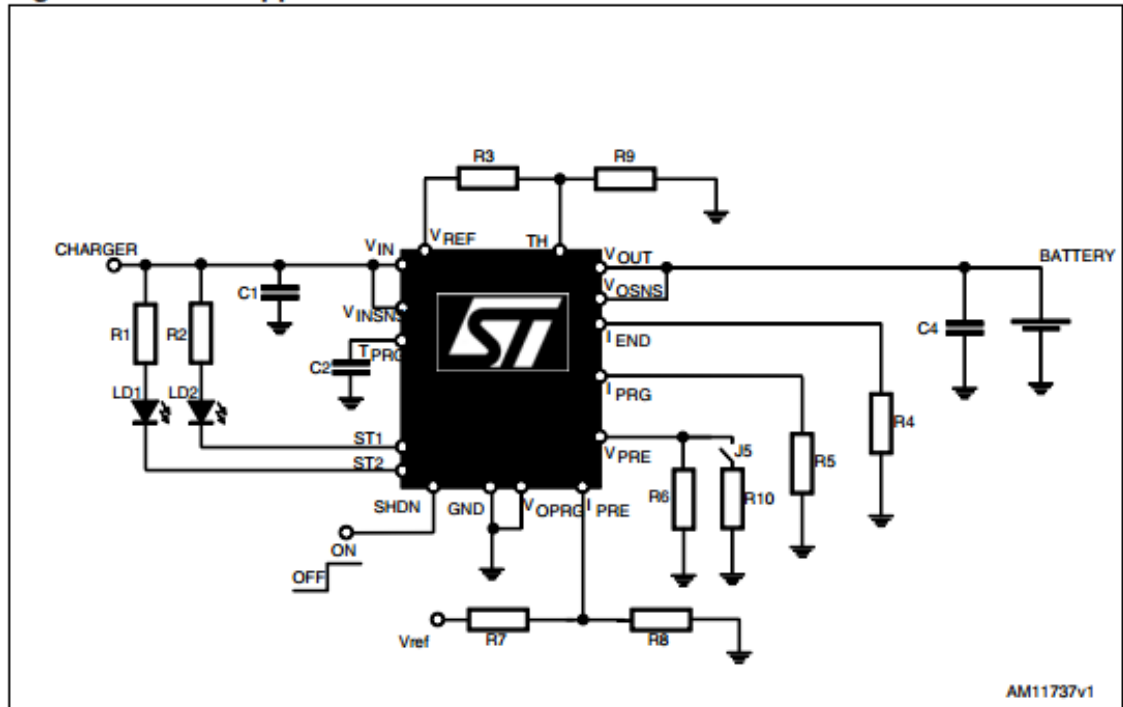 R3
R9
VREF
TH
CHARGER
VIN
VOUT
BATTERY
C1
VINSNS
VOSNS
ST
IEND
C4
R1
R2
C2
TPRG
IPRG
LD1
LD2
R4
VPRE
J5
R5
ST1
ST2
R6
R10
SHDN
GND
VOPRG
IPRE
ON
OFF
Vref
R7
R8
AM11737v1